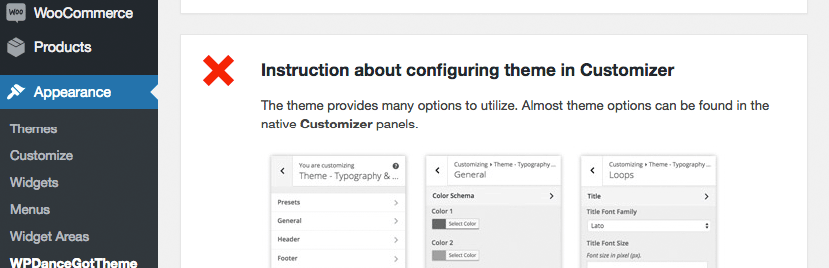 WOO
WooCommerce
Products
Appearance
Themes
Customize
Widgets
Menus
Widget Areas
WPDanceGotTheme
Instruction about configuring theme in Customizer
The theme provides many options to utilize. Almost theme options can be found in the
native Customizer panels.
You are customizing
Theme - Typography & ...
Presets
General
Header
Footer
Customizing ▸ Theme - Typography ...
General
Color Schema
Color 1
Select Color
Color 2
Select Color
Customizing ▸ Theme - Typography ...
Loops
Title
Title Font Family
Lato
Title Font Size
Font size in pixel (px).